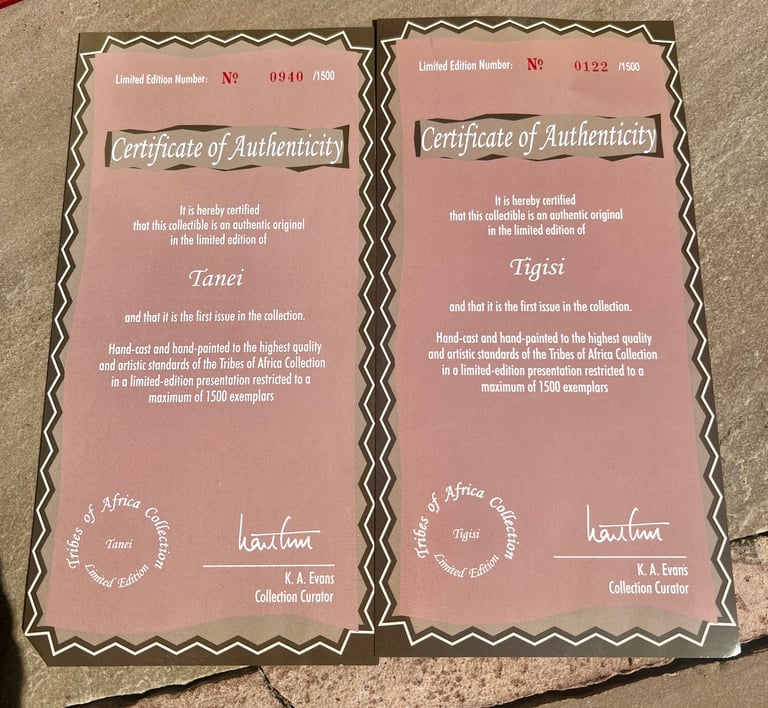 Limited Edition Number: Nº 0940 /1500
Certificate of Authenticity
It is hereby certified
that this collectible is an authentic original
in the limited edition of
Tanei
and that it is the first issue in the collection.
Hand-cast and hand-painted to the highest quality
and artistic standards of the Tribes of Africa Collection
in a limited-edition presentation restricted to a
maximum of 1500 exemplars
Tribes of Africa Collection
Tanei
Limited Edition
K. A. Evans
Collection Curator
Limited Edition Number: Nº 0122 /1500
Certificate of Authenticity
It is hereby certified
that this collectible is an authentic original
in the limited edition of
Tigisi
and that it is the first issue in the collection.
Hand-cast and hand-painted to the highest quality
and artistic standards of the Tribes of Africa Collection
in a limited-edition presentation restricted to a
maximum of 1500 exemplars
Tribes of Africa Collection
Tigisi
Limited Edition
K. A. Evans
Collection Curator